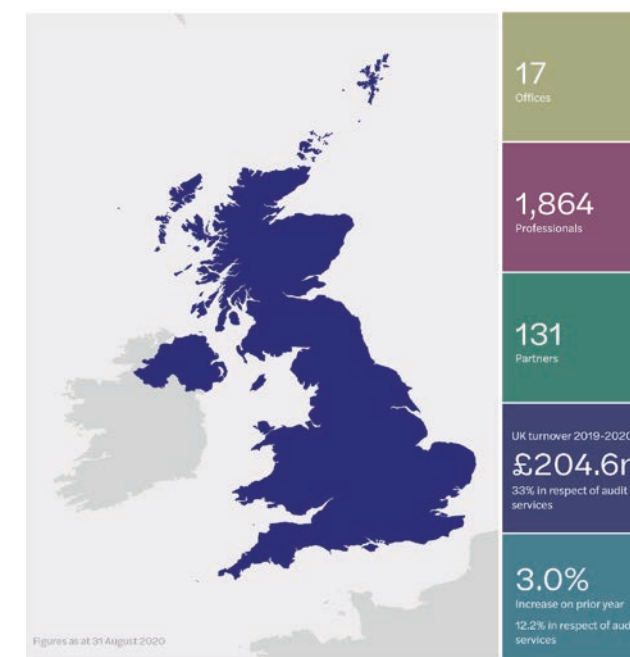 17
Offices
1,864
Professionals
131
Partners
UK turnover 2019-2020
£204.6
33% in respect of audit
services
3.0%
Increase on prior year
12.2% in respect of
services
Figures as at 31 August 2020